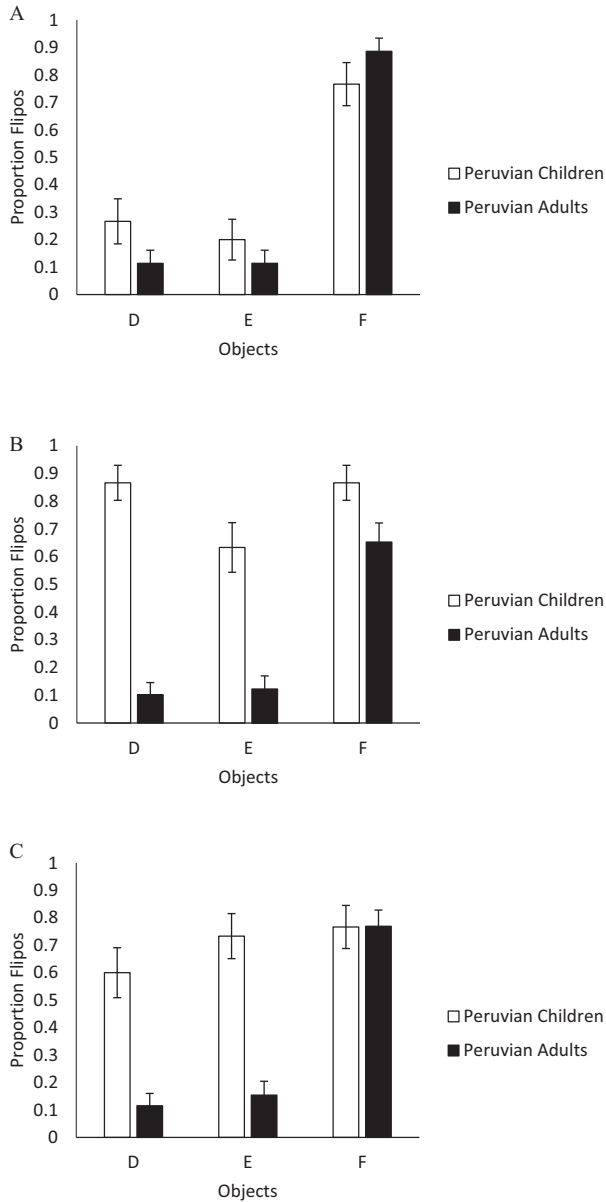 A
1
0.9
0.8
0.7
0.6
0.5
0.4
0.3
0.2
0.1
0
Proportion Flipos
D E F
Objects
Peruvian Children
Peruvian Adults
B
1
0.9
0.8
0.7
0.6
0.5
0.4
0.3
0.2
0.1
0
Proportion Flipos
D E F
Objects
Peruvian Children
Peruvian Adults
C
1
0.9
0.8
0.7
0.6
0.5
0.4
0.3
0.2
0.1
0
Proportion Flipos
D E F
Objects
Peruvian Children
Peruvian Adults